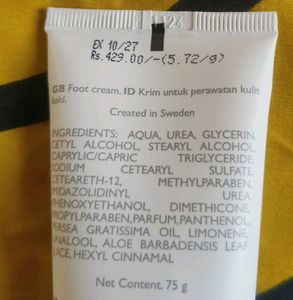 1124
EX 10/27
Rs.429.00/-(5.72/g)
GB Foot cream. ID Krim untuk perawatan kulit
kaki.
Created in Sweden
INGREDIENTS: AQUA, UREA, GLYCERIN,
CETYL ALCOHOL, STEARYL ALCOHOL,
CAPRYLIC/CAPRIC TRIGLYCERIDE,
SODIUM CETEARYL SULFATE,
CETEARETH-12, METHYLPARABEN,
IMIDAZOLIDINYL UREA,
PHENOXYETHANOL, DIMETHICONE,
PROPYLPARABEN, PARFUM, PANTHENOL,
PERSEA GRATISSIMA OIL, LIMONENE,
LINALOOL, ALOE BARBADENSIS LEAF
JUICE, HEXYL CINNAMAL
Net Content. 75 g